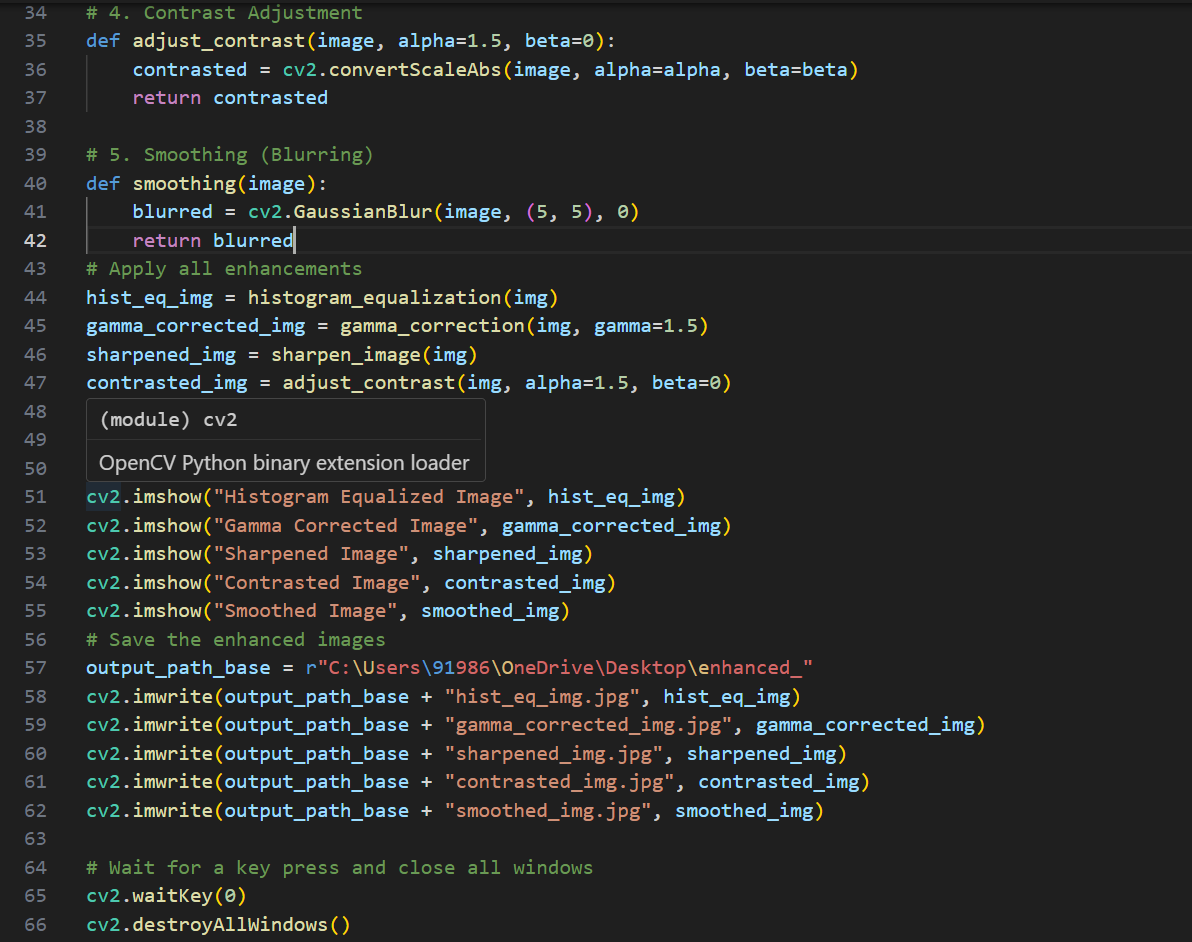 34 # 4. Contrast Adjustment
35 def adjust_contrast(image, alpha=1.5, beta=0):
36     contrasted = cv2.convertScaleAbs(image, alpha=alpha, beta=beta)
37     return contrasted
38
39 # 5. Smoothing (Blurring)
40 def smoothing(image):
41     blurred = cv2.GaussianBlur(image, (5, 5), 0)
42     return blurred
43 # Apply all enhancements
44 hist_eq_img = histogram_equalization(img)
45 gamma_corrected_img = gamma_correction(img, gamma=1.5)
46 sharpened_img = sharpen_image(img)
47 contrasted_img = adjust_contrast(img, alpha=1.5, beta=0)
48 (module) cv2
49
50 OpenCV Python binary extension loader
51 cv2.imshow("Histogram Equalized Image", hist_eq_img)
52 cv2.imshow("Gamma Corrected Image", gamma_corrected_img)
53 cv2.imshow("Sharpened Image", sharpened_img)
54 cv2.imshow("Contrasted Image", contrasted_img)
55 cv2.imshow("Smoothed Image", smoothed_img)
56 # Save the enhanced images
57 output_path_base = r"C:\Users\91986\OneDrive\Desktop\enhanced_"
58 cv2.imwrite(output_path_base + "hist_eq_img.jpg", hist_eq_img)
59 cv2.imwrite(output_path_base + "gamma_corrected_img.jpg", gamma_corrected_img)
60 cv2.imwrite(output_path_base + "sharpened_img.jpg", sharpened_img)
61 cv2.imwrite(output_path_base + "contrasted_img.jpg", contrasted_img)
62 cv2.imwrite(output_path_base + "smoothed_img.jpg", smoothed_img)
63
64 # Wait for a key press and close all windows
65 cv2.waitKey(0)
66 cv2.destroyAllWindows()